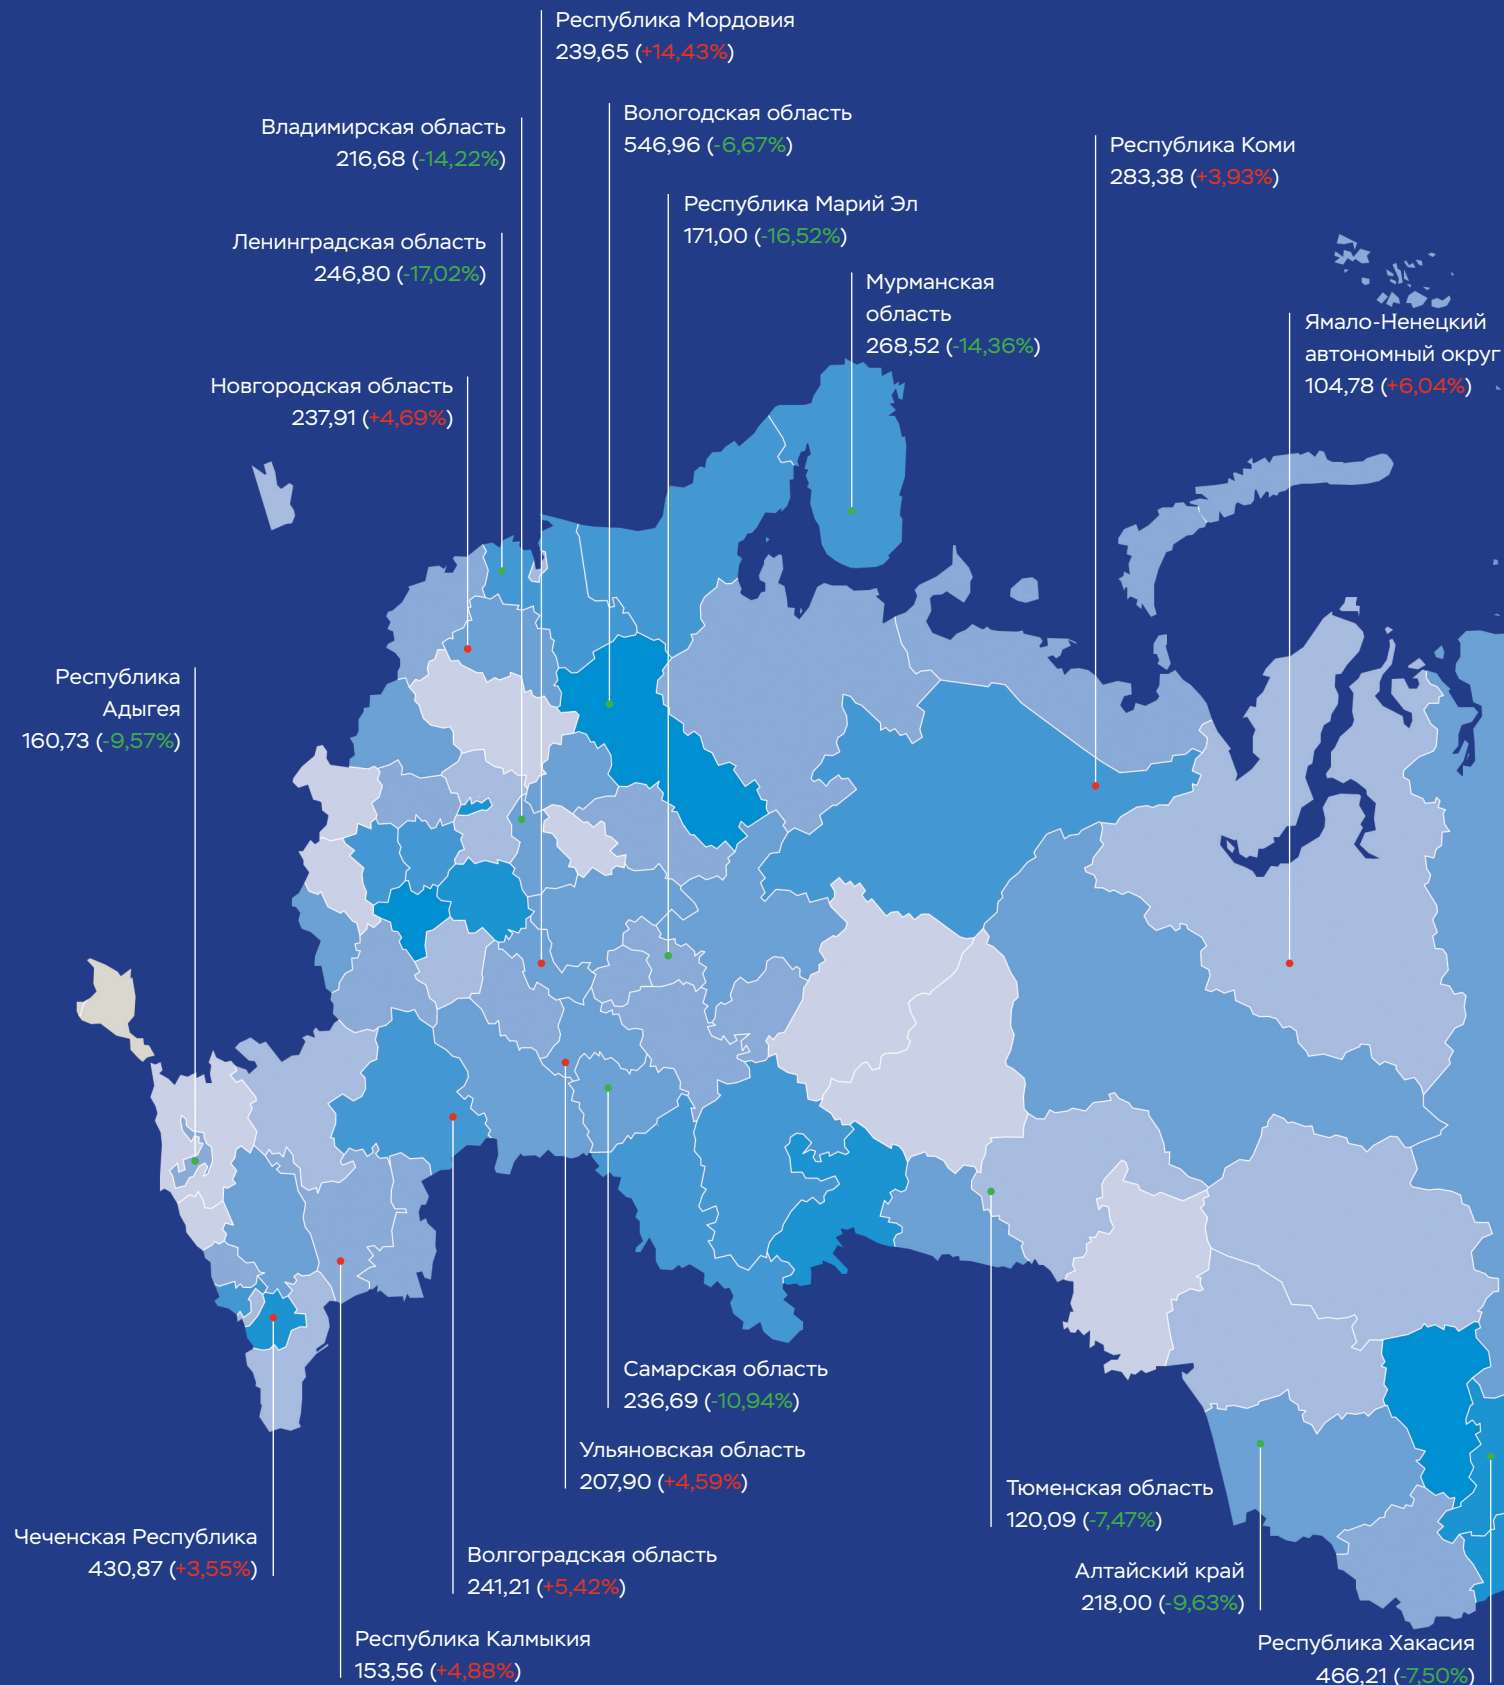 Республика Мордовия
239,65 (+14,43%)
Владимирская область
216,68 (-14,22%)
Вологодская область
546,96 (-6,67%)
Республика Коми
283,38 (+3,93%)
Республика Марий Эл
171,00 (-16,52%)
Ленинградская область
246,80 (-17,02%)
Мурманская
область
268,52 (-14,36%)
Ямало-Ненецкий
автономный округ
104,78 (+6,04%)
Новгородская область
237,91 (+4,69%)
Республика
Адыгея
160,73 (-9,57%)
Самарская область
236,69 (-10,94%)
Ульяновская область
207,90 (+4,59%)
Тюменская область
120,09 (-7,47%)
Чеченская Республика
430,87 (+3,55%)
Волгоградская область
241,21 (+5,42%)
Алтайский край
218,00 (-9,63%)
Республика Калмыкия
153,56 (+4,88%)
Республика Хакасия
466,21 (-7,50%)